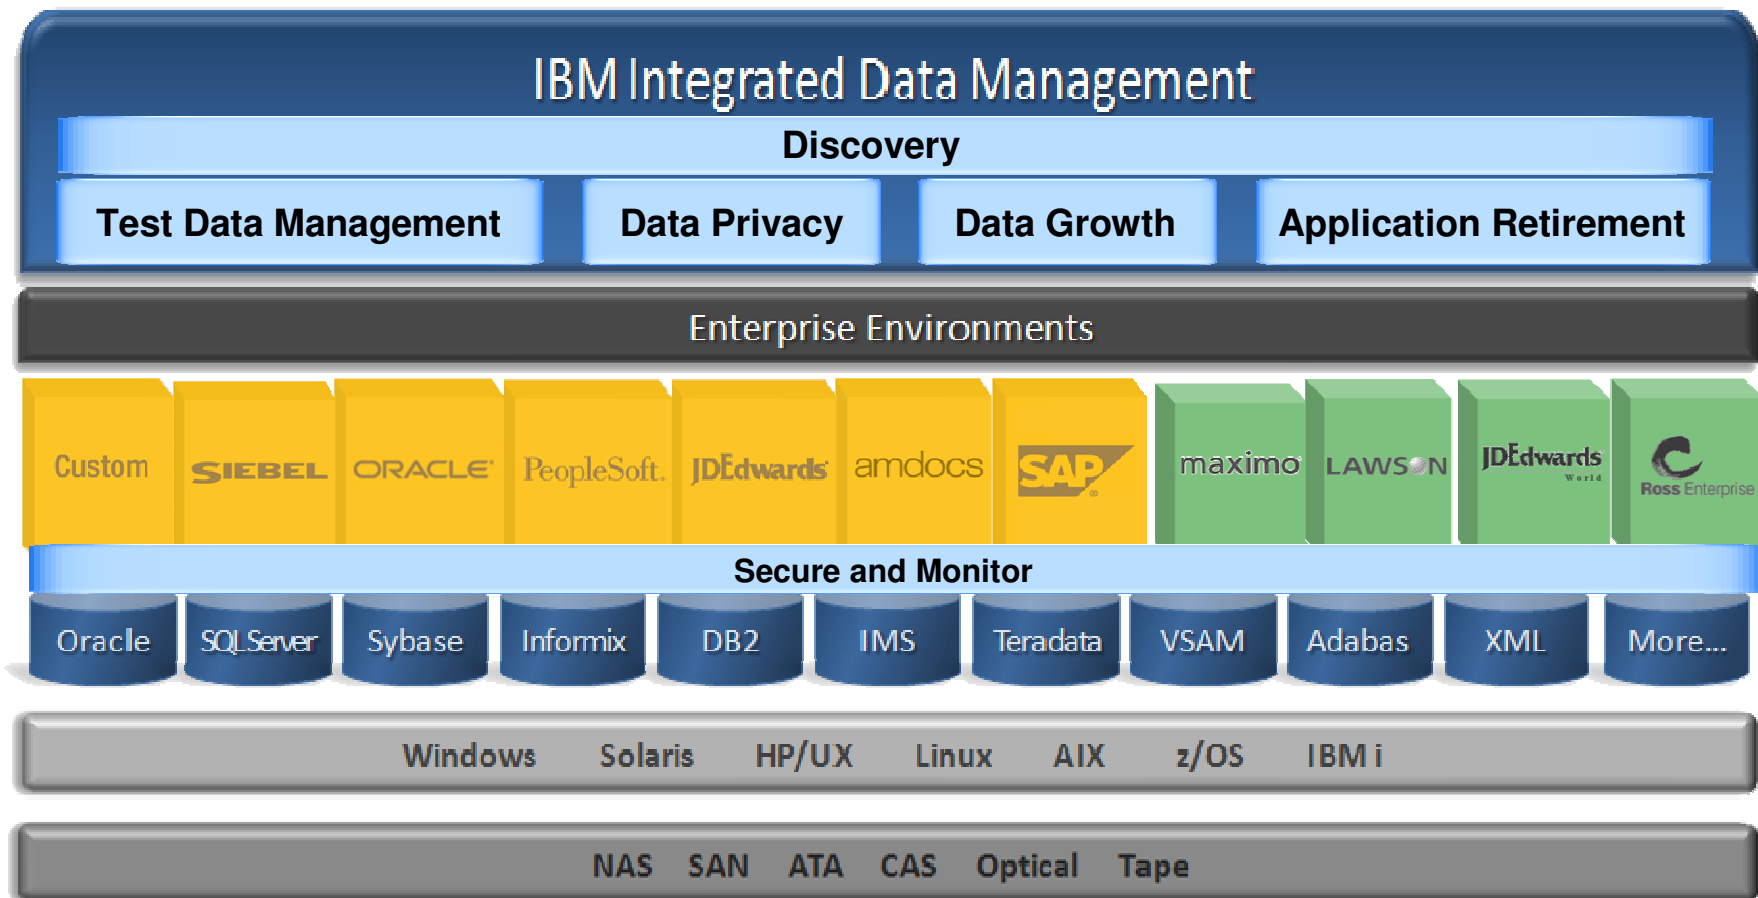 IBM Integrated Data Management
Discovery
Test Data Management Data Privacy Data Growth Application Retirement
Enterprise Environments
Custom SIEBEL ORACLE® PeopleSoft. JDEdwards amdocs SAP® maximo LAWSON JDEdwards World Ross Enterprise
Secure and Monitor
Oracle SQLServer Sybase Informix DB2 IMS Teradata VSAM Adabas XML More...
Windows Solaris HP/UX Linux AIX z/OS IBM i
NAS SAN ATA CAS Optical Tape